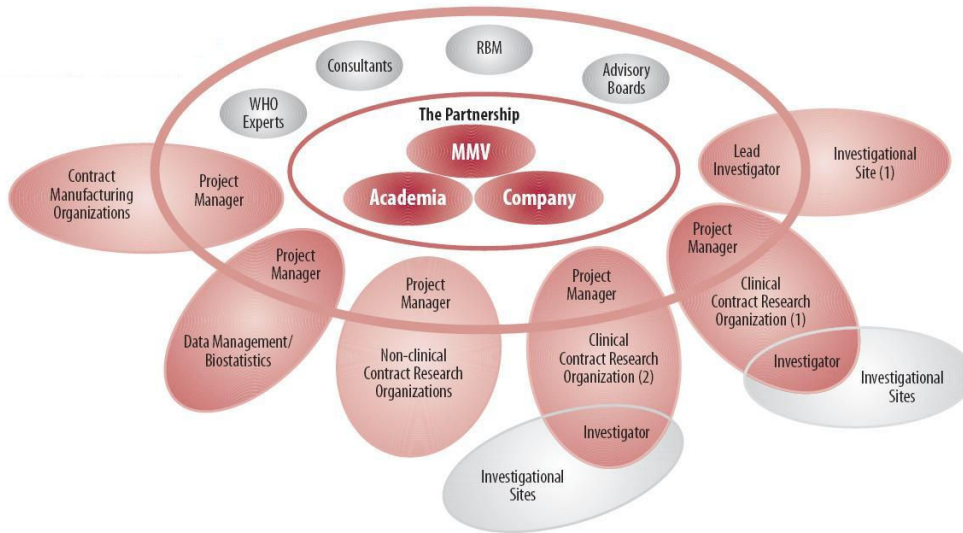 RBM
Consultants
Advisory
Boards
WHO
Experts
The Partnership
MMV
Academia
Company
Lead
Investigator
Investigational
Site (1)
Contract
Manufacturing
Organizations
Project
Manager
Project
Manager
Data Management/
Biostatistics
Project
Manager
Non-clinical
Contract Research
Organizations
Project
Manager
Clinical
Contract Research
Organization (2)
Investigator
Investigational
Sites
Project
Manager
Clinical
Contract Research
Organization (1)
Investigator
Investigational
Sites